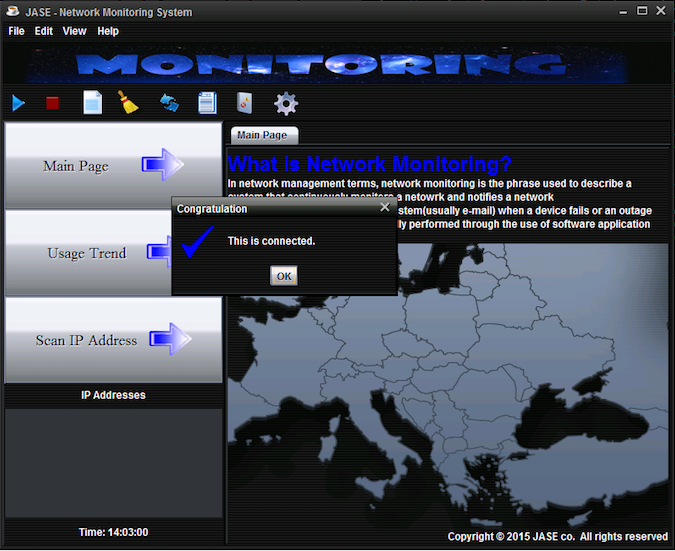 JASE - Network Monitoring System
File Edit View Help
MONITORING
Main Page
Usage Trend
Scan IP Address
IP Addresses
Time: 14:03:00
Main Page
What is Network Monitoring?
In network management terms, network monitoring is the phrase used to describe a
system that continuously monitors a netowrk and notifies a network
stem(usually e-mail) when a device fails or an outage
lly performed through the use of software application
Congratulation
This is connected.
OK
Copyright © 2015 JASE co. All rights reserved